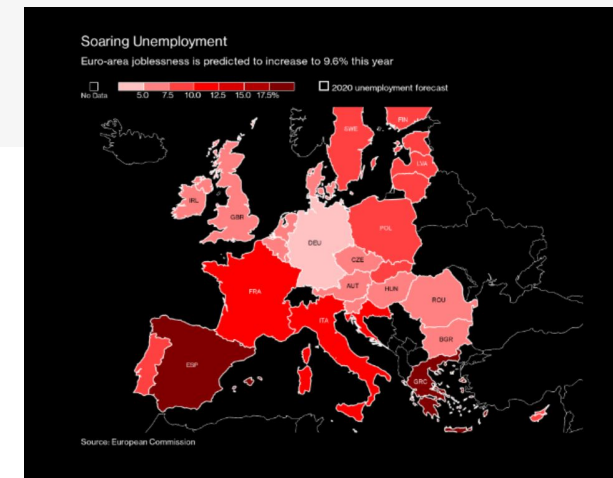 Soaring Unemployment
Euro-area joblessness is predicted to increase to 9.6% this year
No Data 5.0 7.5 10.0 12.5 15.0 17.5% 2020 unemployment forecast
FIN
SWE
LVA
IRL
GBR
POL
DEU
CZE
AUT
HUN
FRA
ROU
ITA
BGR
ESP
GRC
Source: European Commission